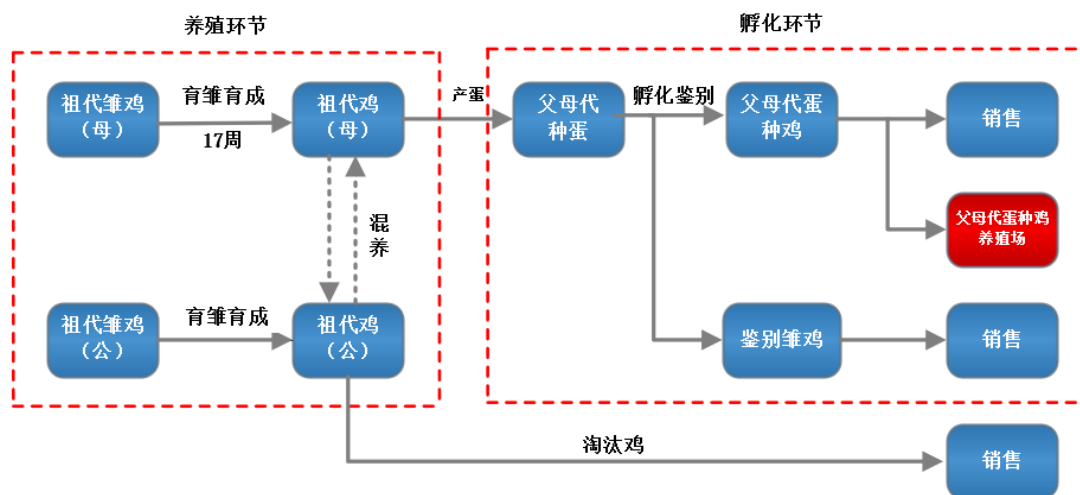 养殖环节
孵化环节
祖代雏鸡
（母）
育雏育成
17周
祖代鸡
（母）
产蛋
父母代
种蛋
孵化鉴别
父母代蛋
种鸡
销售
混
养
父母代蛋种鸡
养殖场
祖代雏鸡
（公）
育雏育成
祖代鸡
（公）
鉴别雏鸡
销售
淘汰鸡
销售